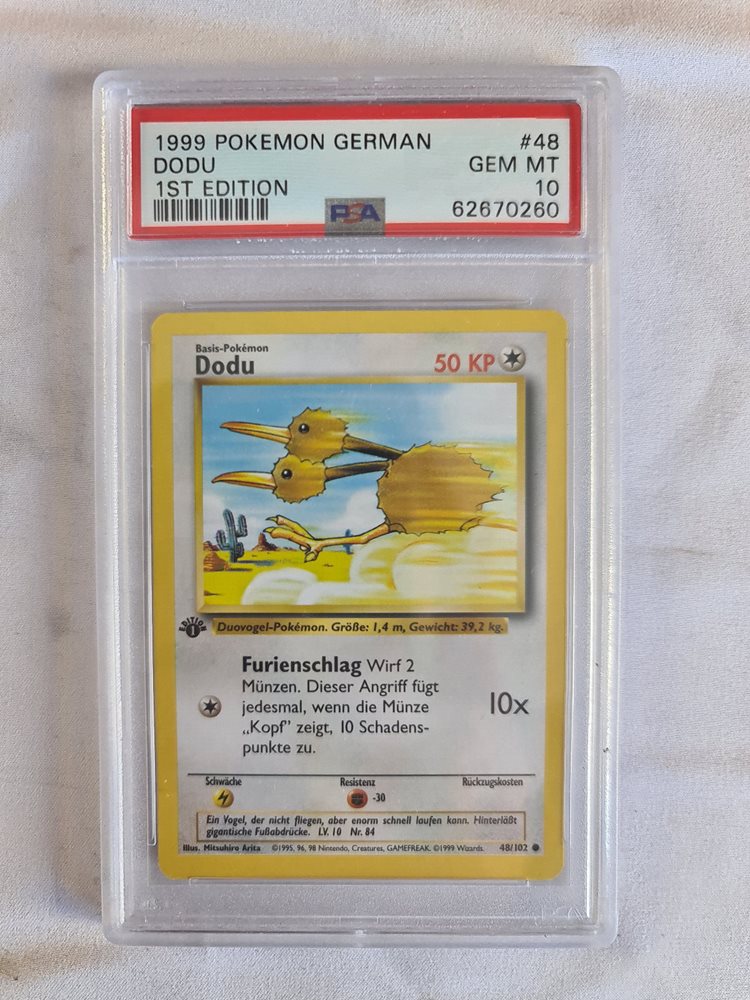 1999 POKEMON GERMAN #48
DODU GEM MT
1ST EDITION 10
PSA 62670260
Basis-Pokémon
Dodu 50 KP
EDITION
1
Duovogel-Pokémon. Größe: 1,4 m, Gewicht: 39,2 kg.
Furienschlag Wirf 2
Münzen. Dieser Angriff fügt
jedesmal, wenn die Münze 10x
„Kopf” zeigt, 10 Schadens-
punkte zu.
Schwäche Resistenz Rückzugskosten
-30
Ein Vogel, der nicht fliegen, aber enorm schnell laufen kann. Hinterläßt
gigantische Fußabdrücke. LV. 10 Nr. 84
Illus. Mitsuhiro Arita ©1995, 96, 98 Nintendo, Creatures, GAMEFREAK. ©1999 Wizards. 48/102